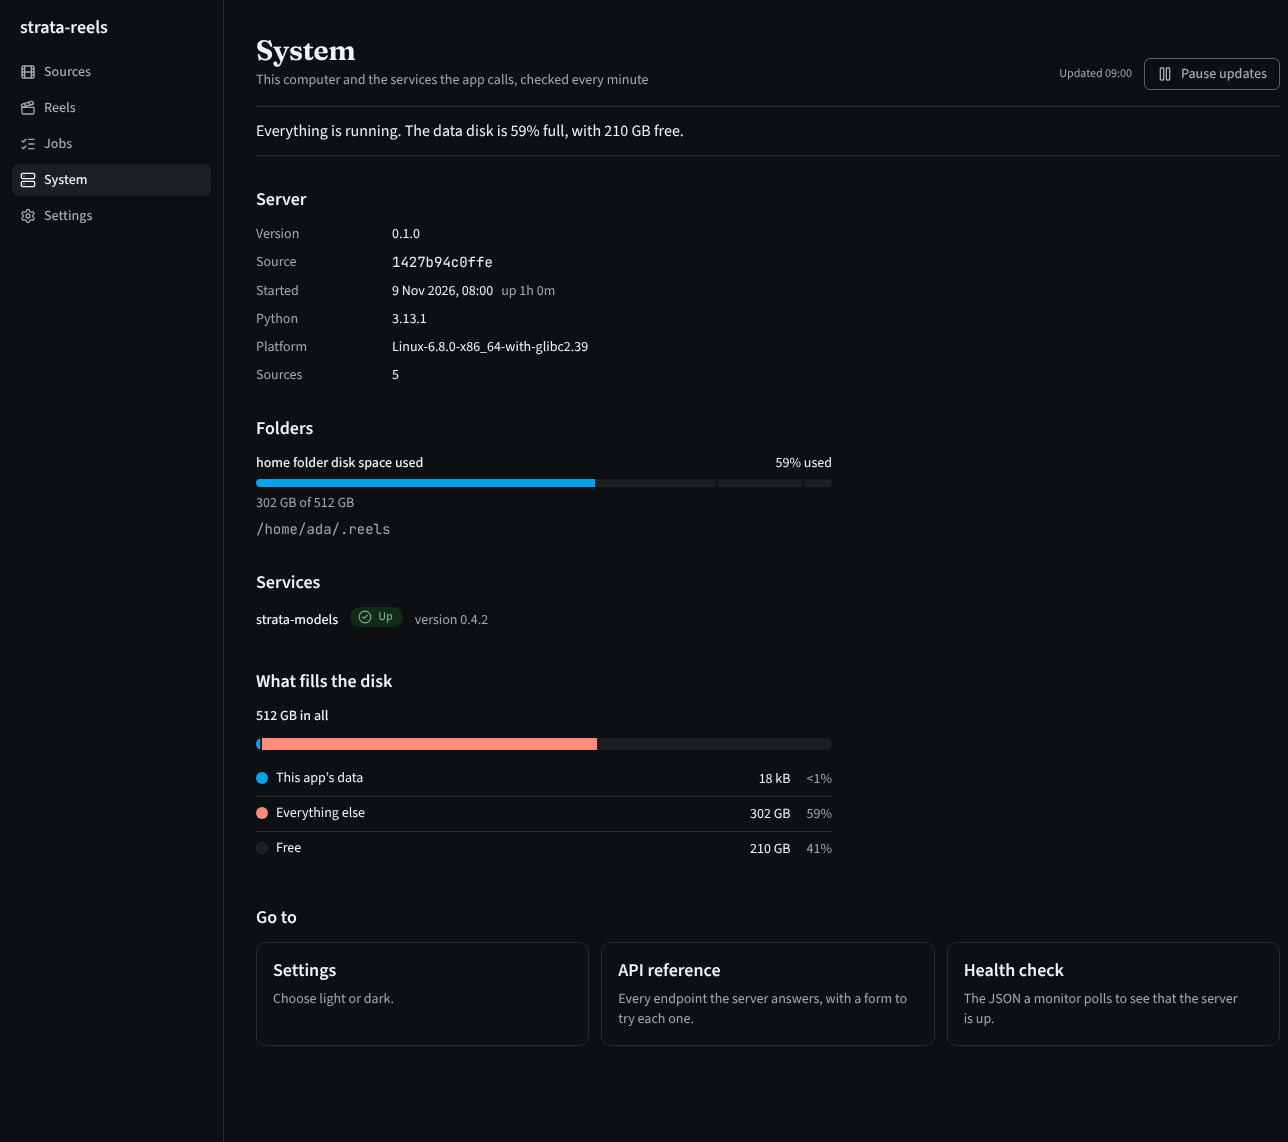 strata-reels
Sources
Reels
Jobs
System
Settings
System
This computer and the services the app calls, checked every minute
Updated 09:00
Pause updates
Everything is running. The data disk is 59% full, with 210 GB free.
Server
Version 0.1.0
Source 1427b94c0ffe
Started 9 Nov 2026, 08:00 up 1h 0m
Python 3.13.1
Platform Linux-6.8.0-x86_64-with-glibc2.39
Sources 5
Folders
home folder disk space used 59% used
302 GB of 512 GB
/home/ada/.reels
Services
strata-models Up version 0.4.2
What fills the disk
512 GB in all
This app’s data 18 kB <1%
Everything else 302 GB 59%
Free 210 GB 41%
Go to
Settings
Choose light or dark.
API reference
Every endpoint the server answers, with a form to
try each one.
Health check
The JSON a monitor polls to see that the server
is up.